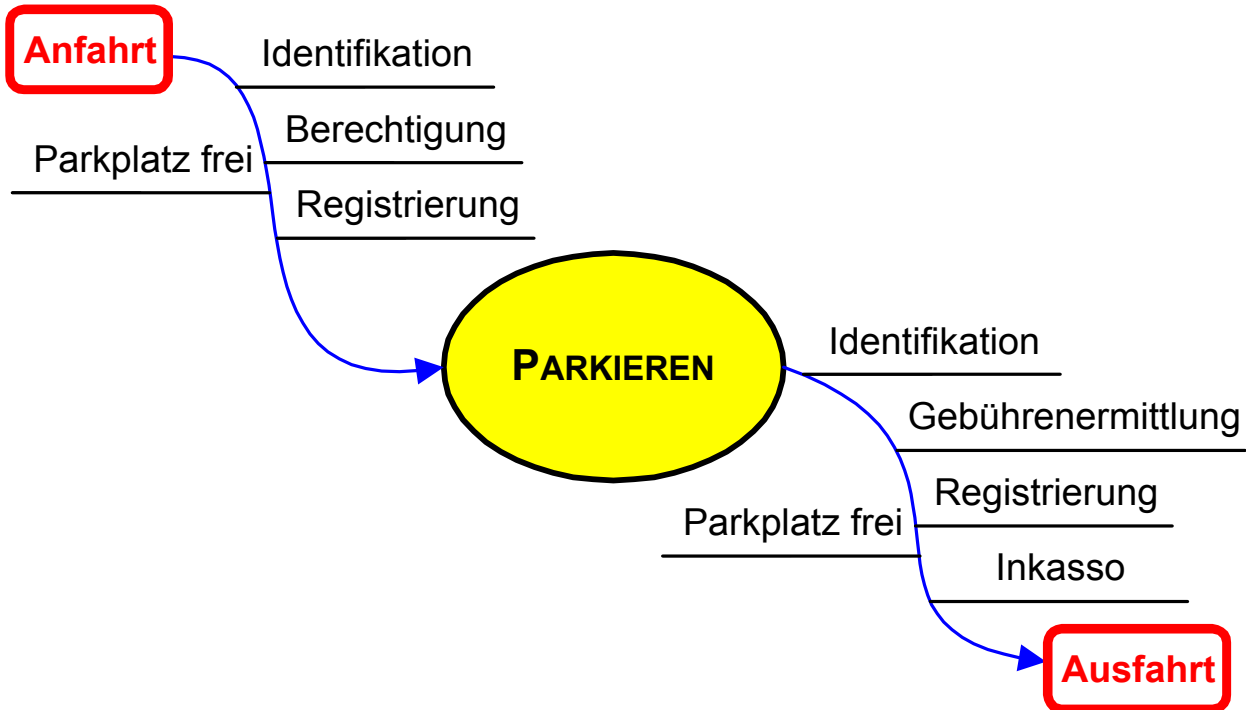 Anfahrt
Identifikation
Berechtigung
Parkplatz frei
Registrierung
PARKIEREN
Identifikation
Gebührenermittlung
Registrierung
Parkplatz frei
Inkasso
Ausfahrt